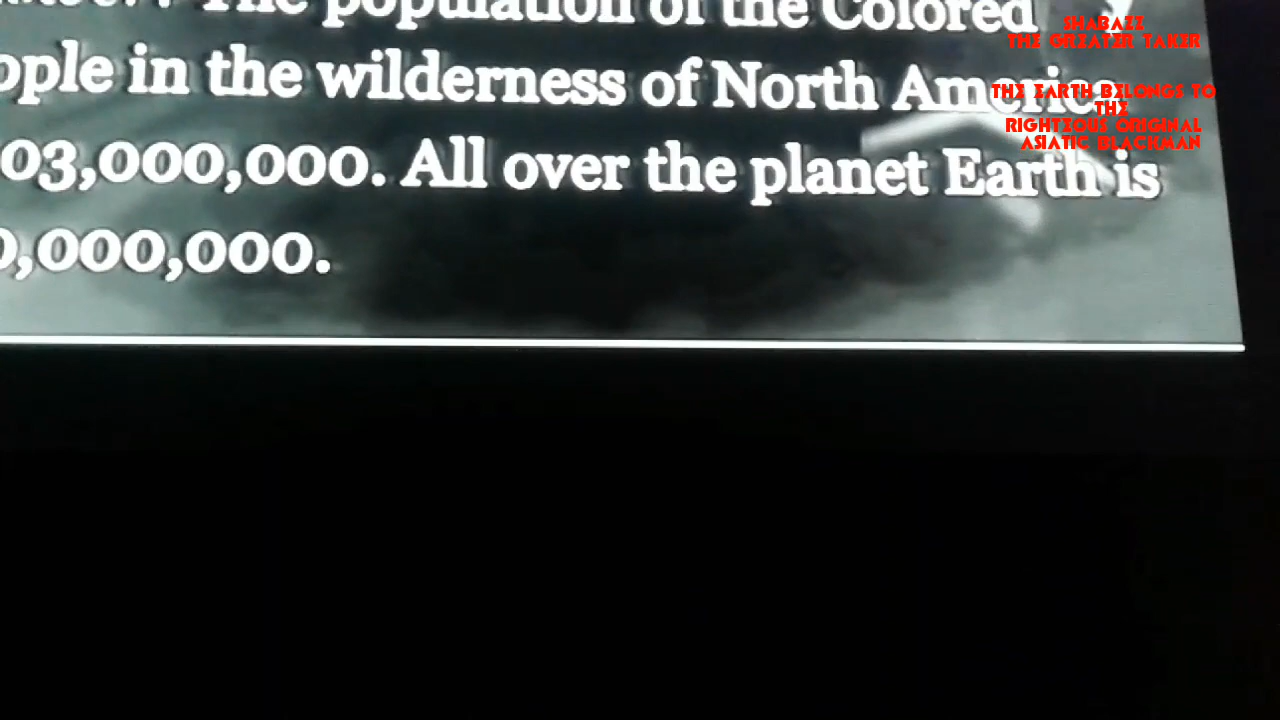 The population of the Colored
in the wilderness of North America
03,000,000. All over the planet Earth is
,000,000.
SHABAZZ
THE GREATER TAKER
THE EARTH BELONGS TO
THE
RIGHTEOUS ORIGINAL
ASIATIC BLACKMAN